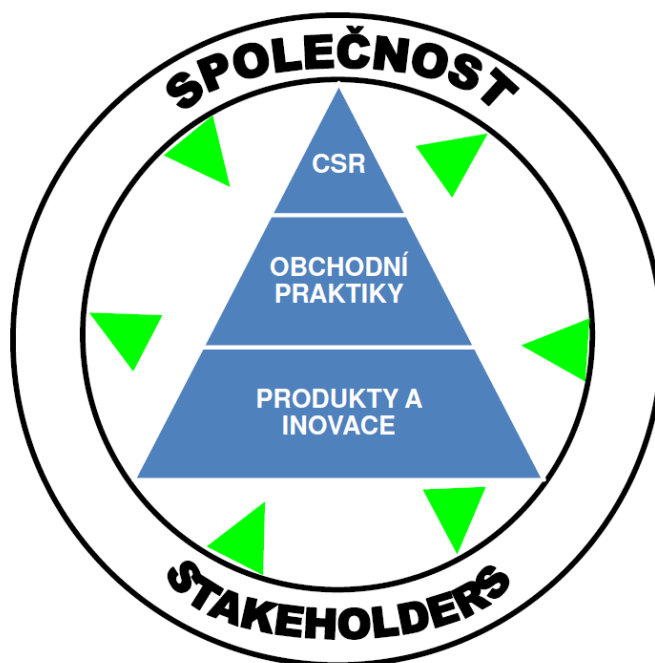 SPOLEČNOST
CSR
OBCHODNÍ
PRAKTIKY
PRODUKTY A
INOVACE
STAKEHOLDERS